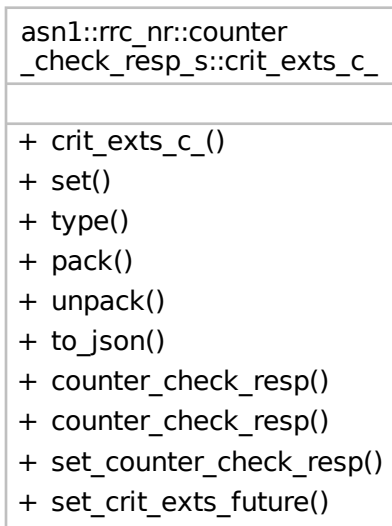 asn1::rrc_nr::counter
_check_resp_s::crit_exts_c_
+ crit_exts_c_()
+ set()
+ type()
+ pack()
+ unpack()
+ to_json()
+ counter_check_resp()
+ counter_check_resp()
+ set_counter_check_resp()
+ set_crit_exts_future()